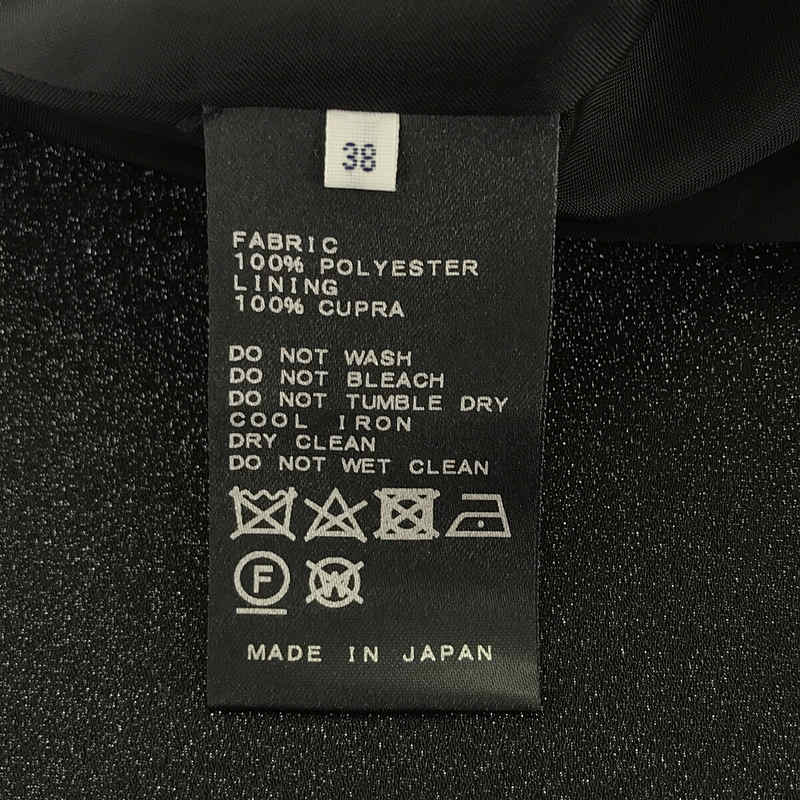 38
FABRIC
100% POLYESTER
LINING
100% CUPRA
DO NOT WASH
DO NOT BLEACH
DO NOT TUMBLE DRY
COOL IRON
DRY CLEAN
DO NOT WET CLEAN
F W
MADE IN JAPAN